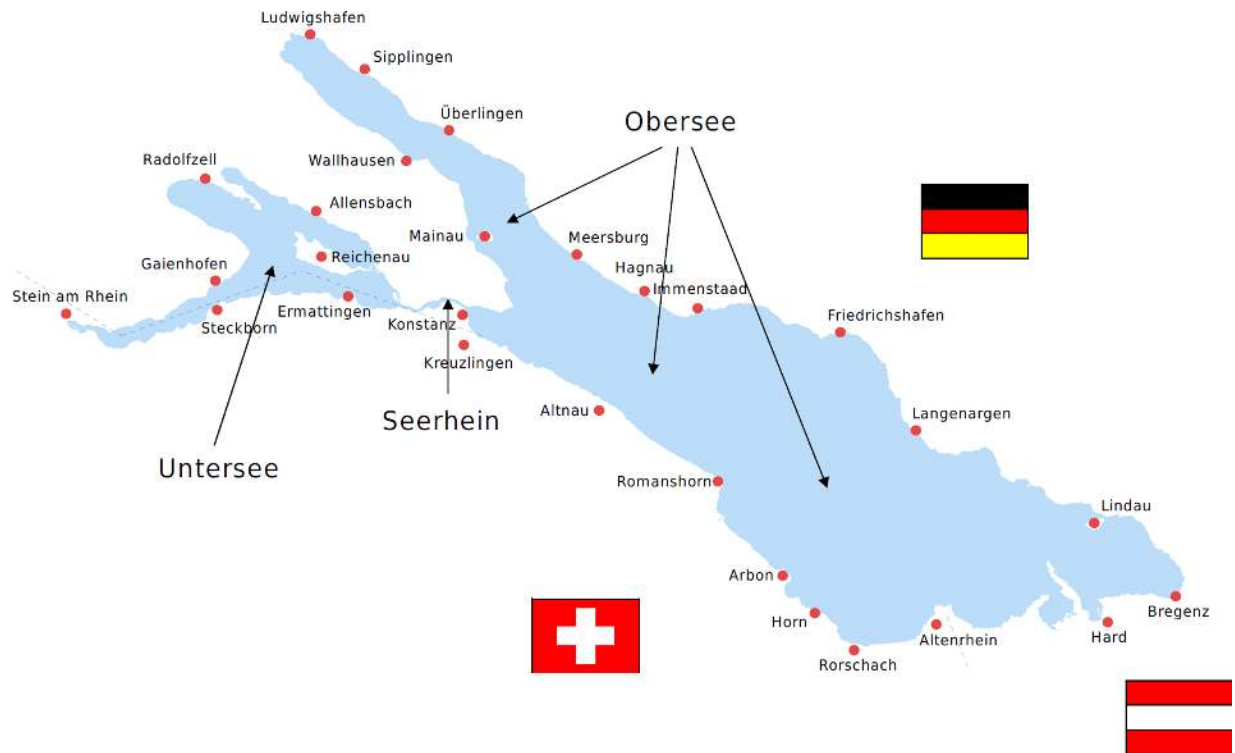 Ludwigshafen
Sipplingen
Überlingen
Obersee
Radolfzell
Wallhausen
Allensbach
Mainau
Meersburg
Reichenau
Gaienhofen
Hagnau
Immenstaad
Stein am Rhein
Steckborn
Ermattingen
Konstanz
Friedrichshafen
Kreuzlingen
Altnau
Langenargen
Seerhein
Untersee
Romanshorn
Lindau
Arbon
Bregenz
Horn
Altenrhein
Hard
Rorschach